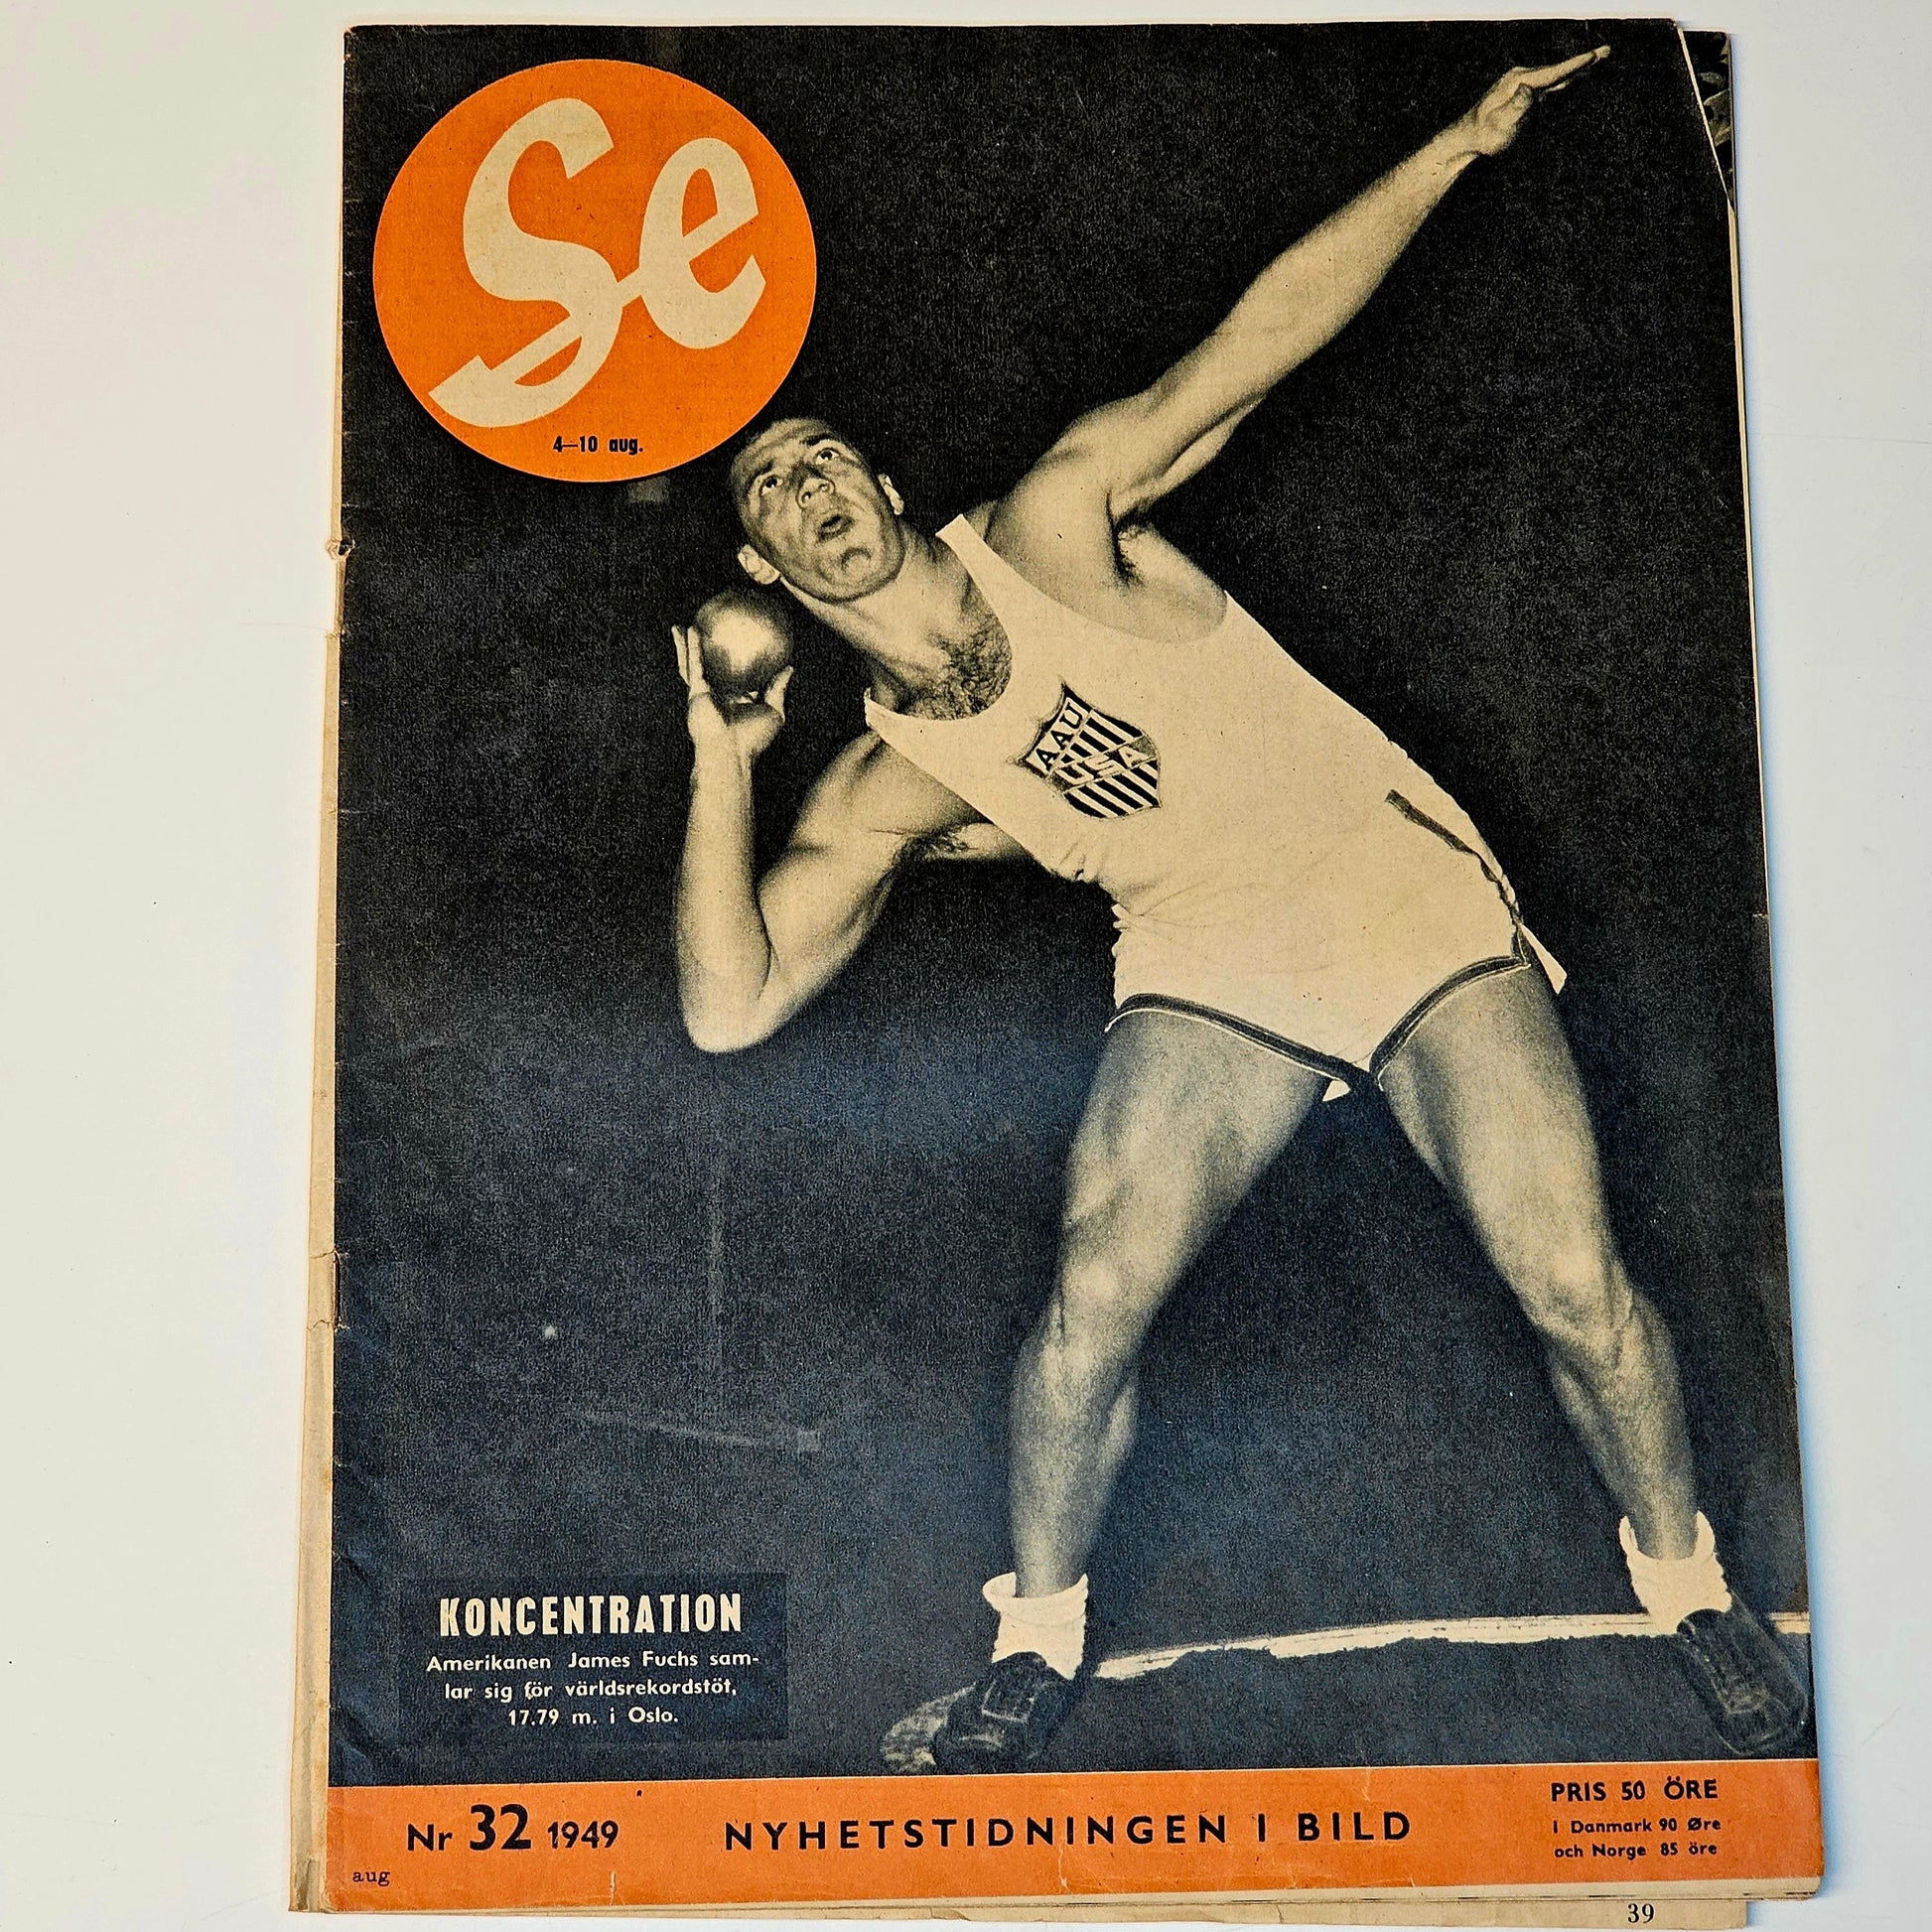 Se
4—10 aug.
AAU
USA
KONCENTRATION
Amerikanen James Fuchs sam-
lar sig för världsrekordstöt,
17.79 m. i Oslo.
Nr 32 1949
NYHETSTIDNINGEN I BILD
PRIS 50 ÖRE
I Danmark 90 Øre
och Norge 85 öre
aug
39